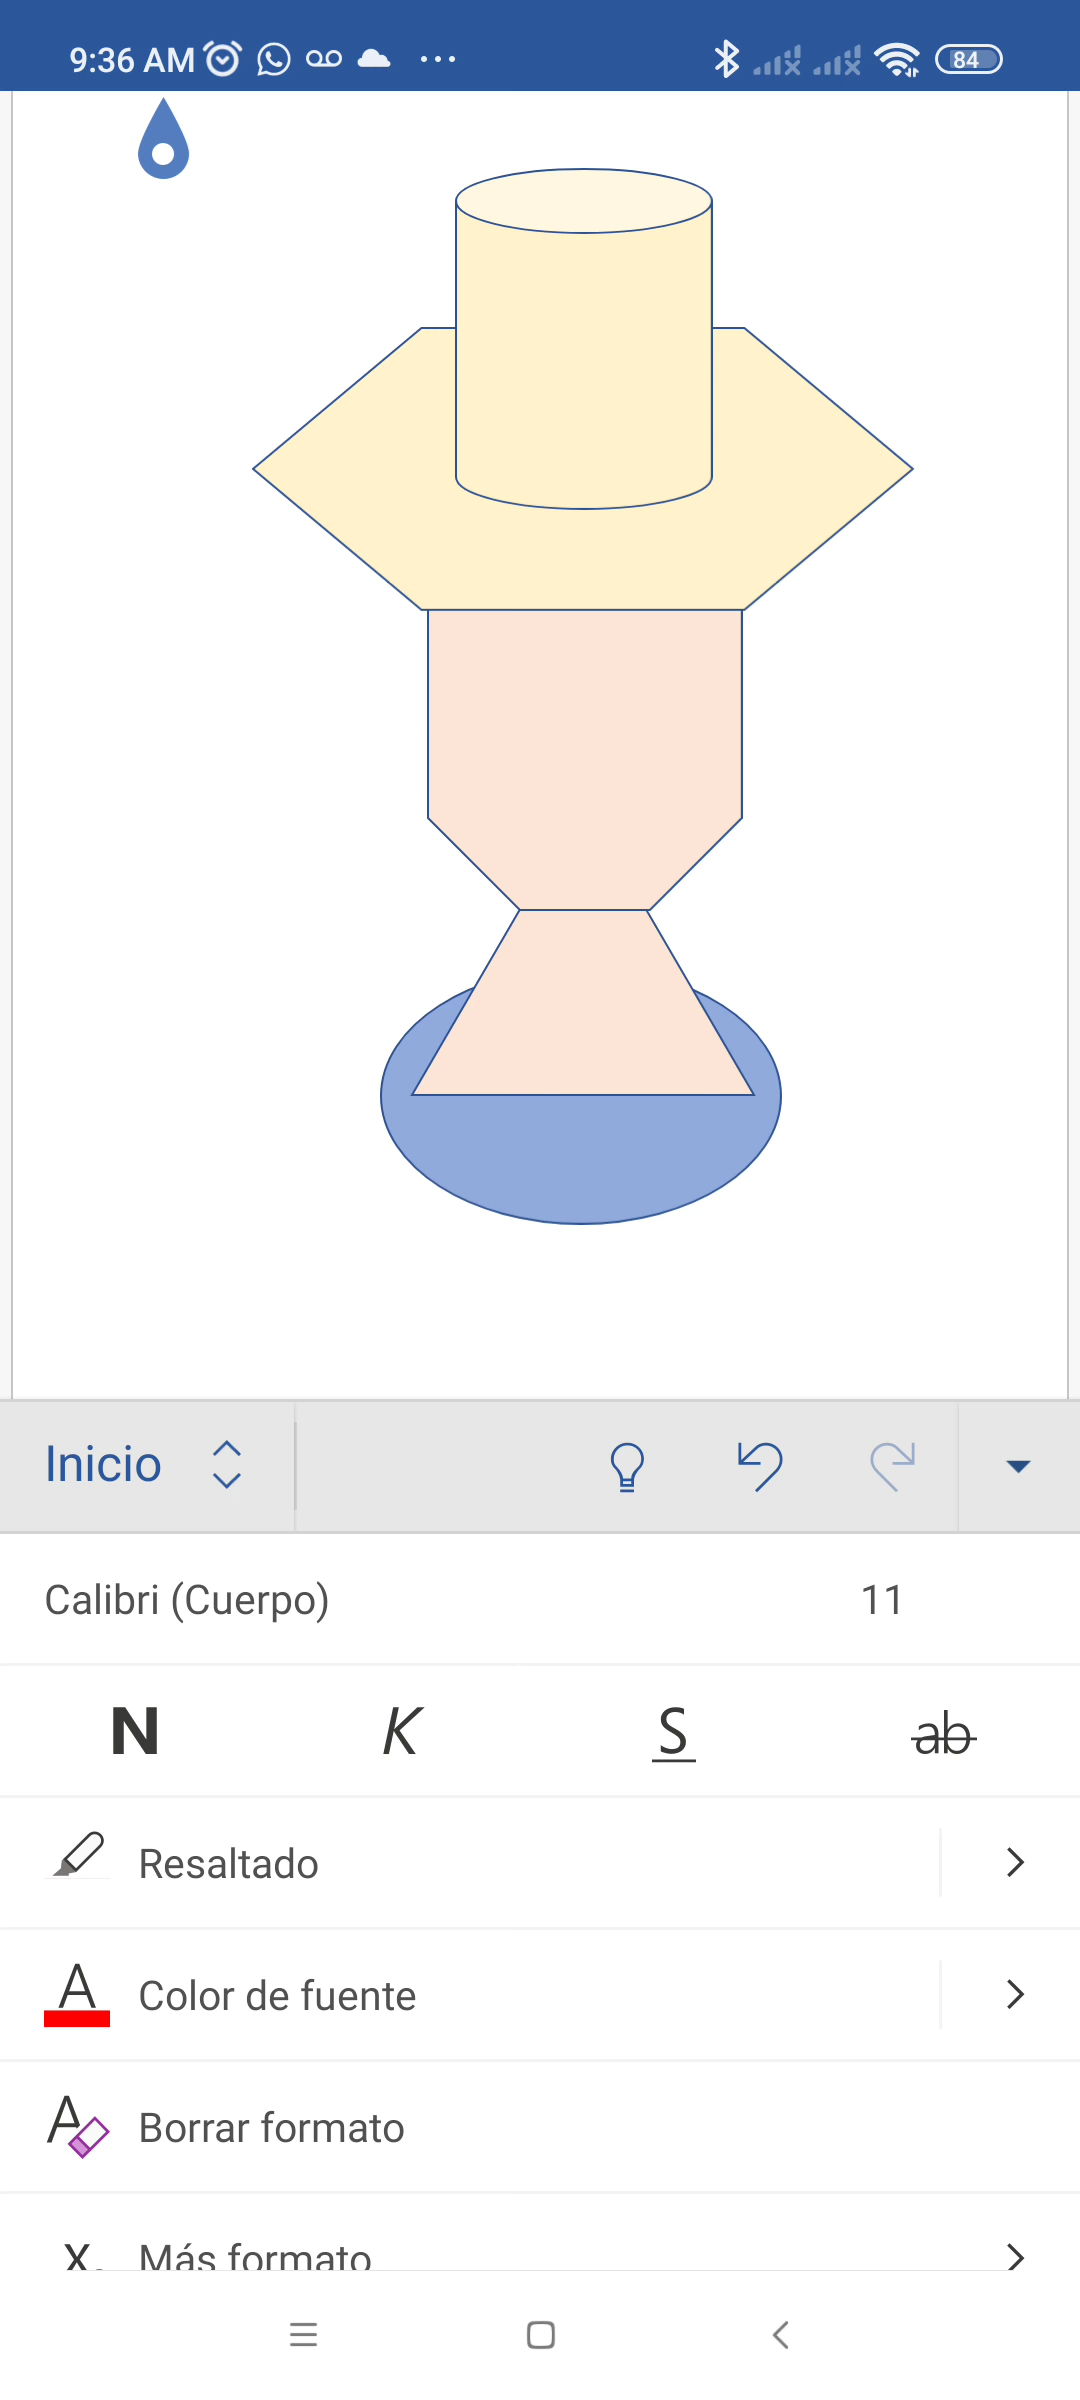 9:36 AM
84
Inicio
Calibri (Cuerpo) 11
N K S ab
Resaltado
A Color de fuente
A Borrar formato
X Más formato